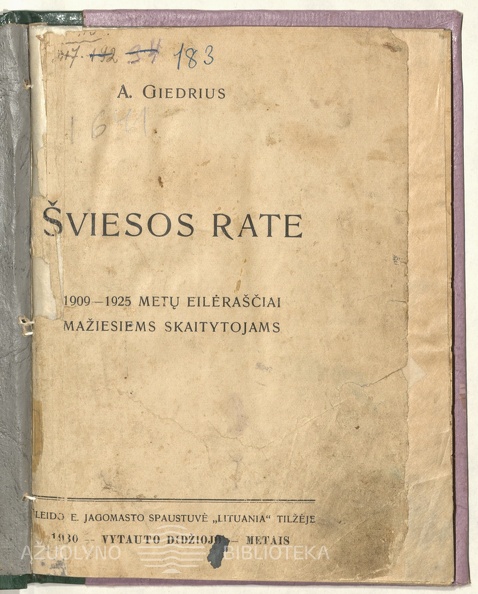 183
A. GIEDRIUS
ŠVIESOS RATE
1909—1925 METŲ EILĖRAŠČIAI
MAŽIESIEMS SKAITYTOJAMS
LEIDO E. JAGOMASTO SPAUSTUVĖ „LITUANIA" TILŽĖJE
1930 — VYTAUTO DIDŽIOJO — METAIS
AŽUOLYNO BIBLIOTEKA